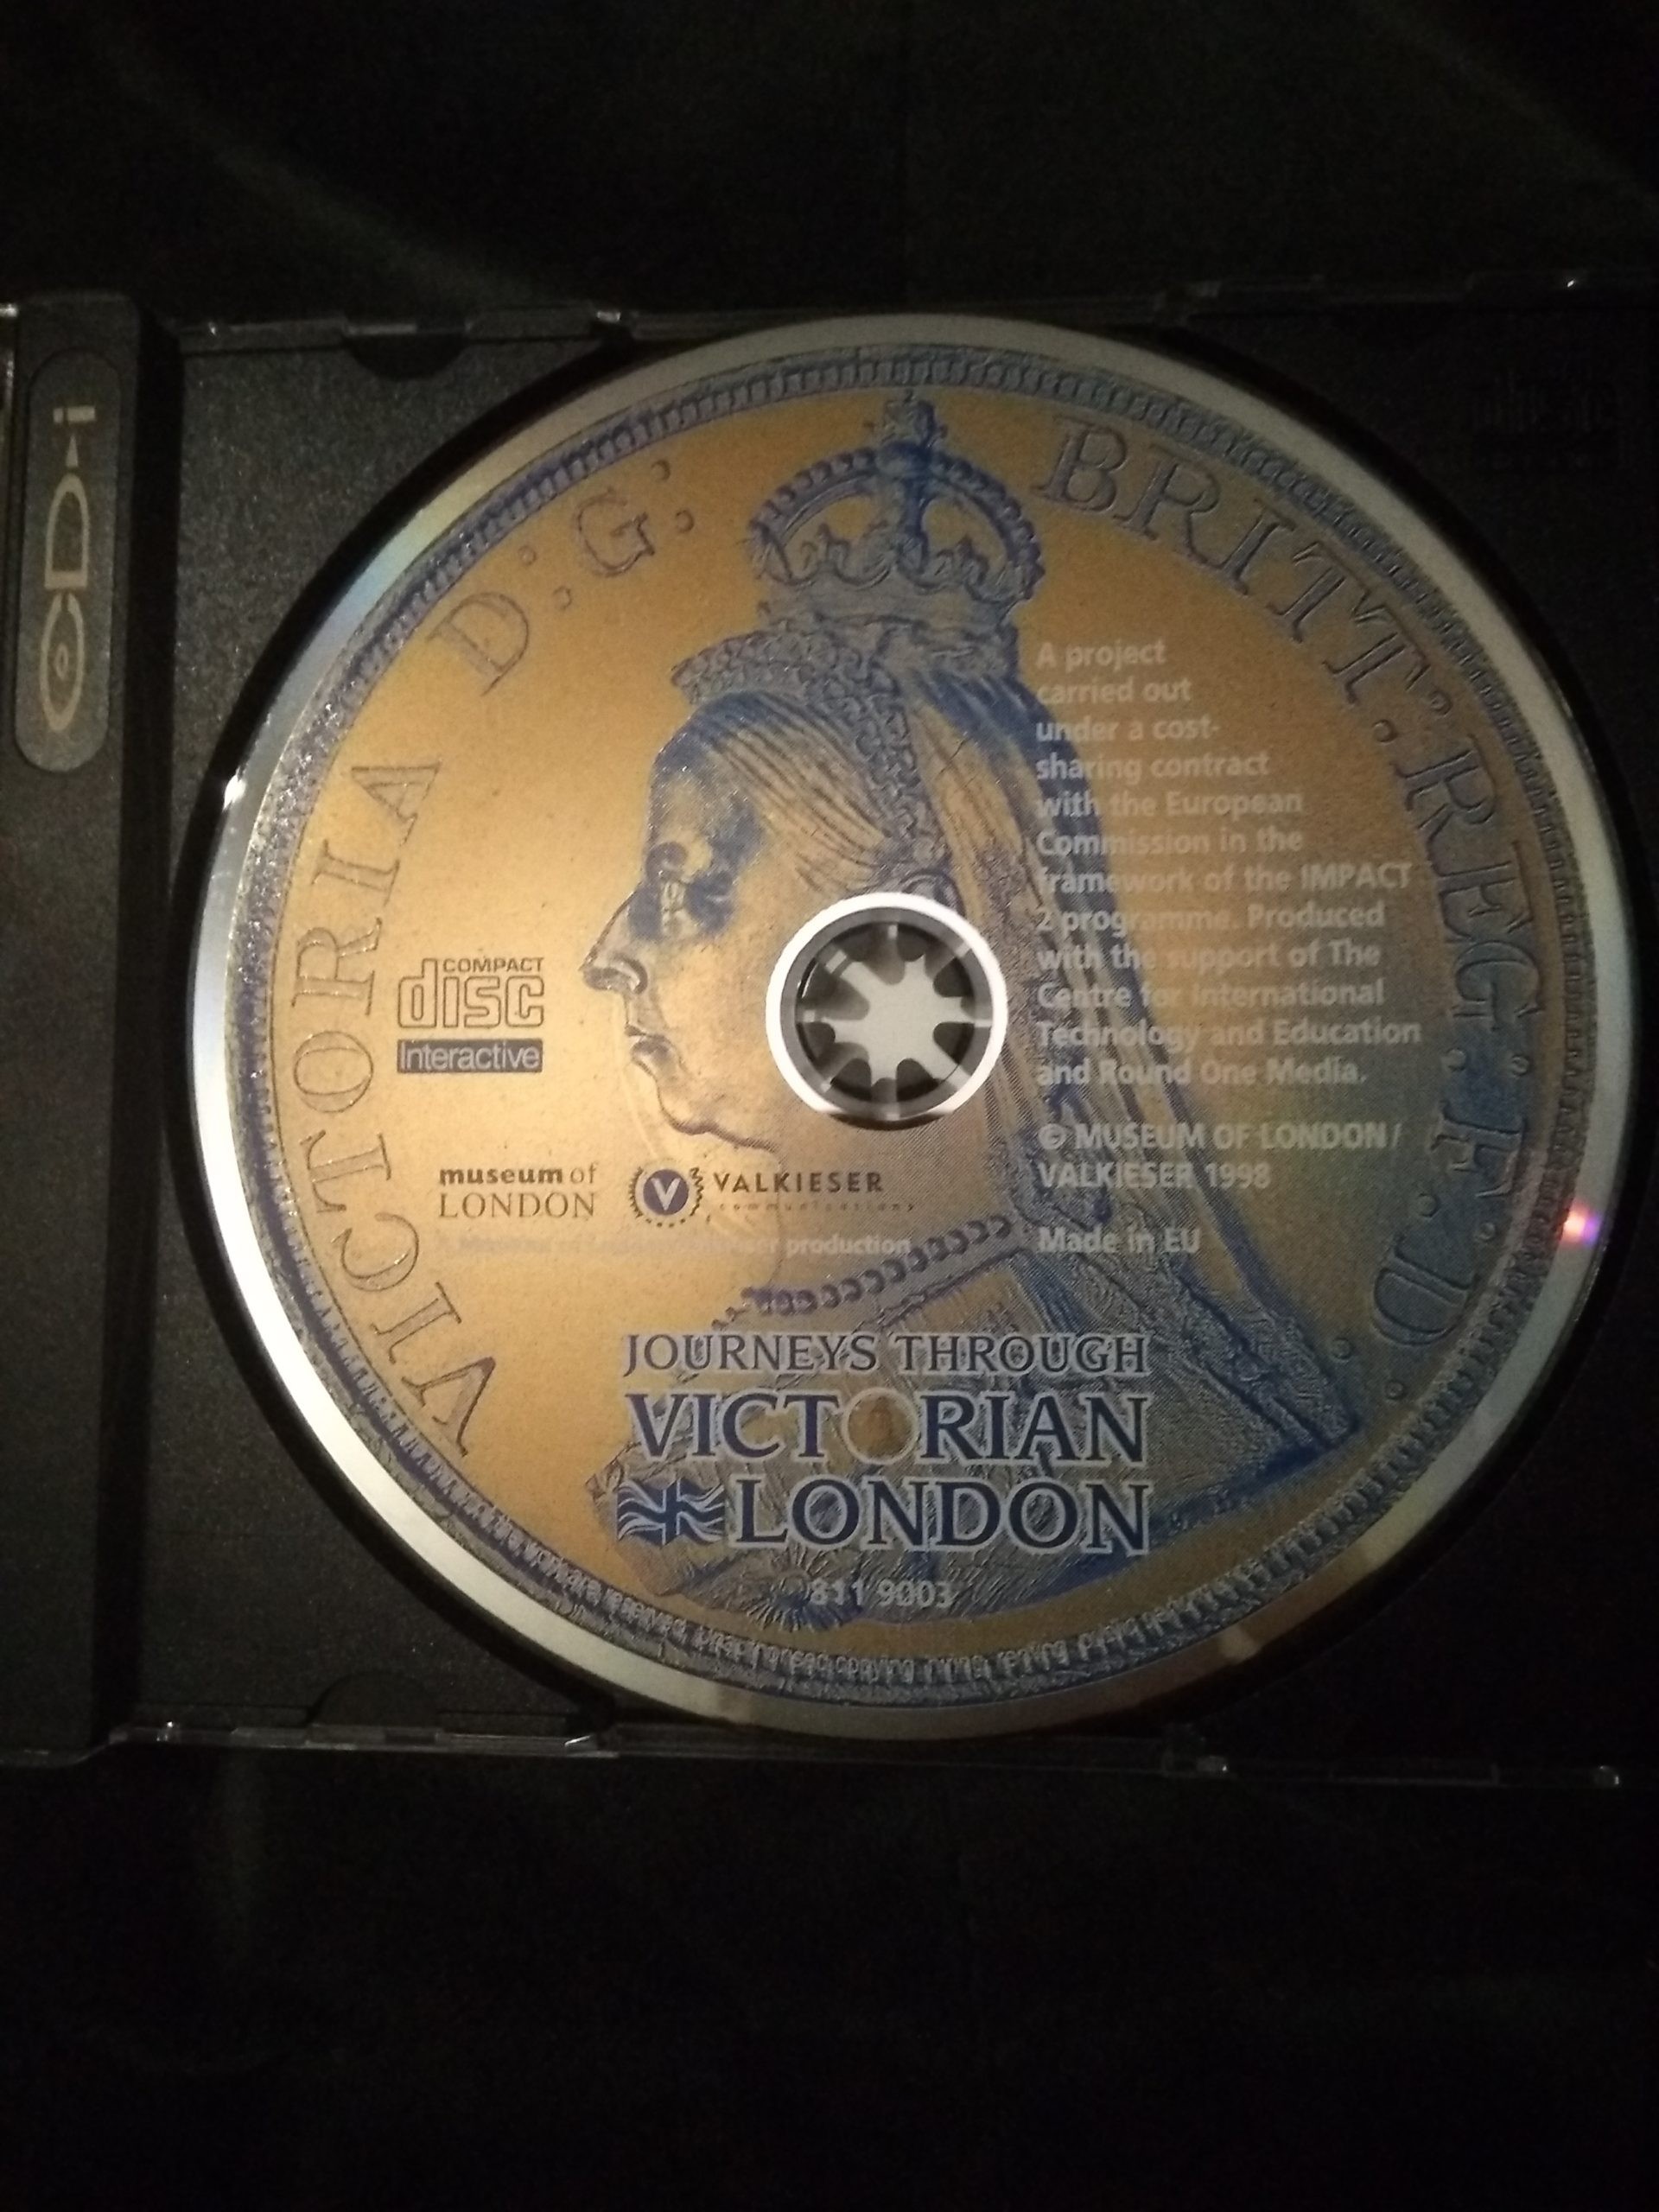 CD-i
VICTORIA D: G: BRITT: REG: F: D:
A project
carried out
under a cost-
sharing contract
with the European
Commission in the
framework of the IMPACT
2 programme. Produced
with the support of The
Centre for International
Technology and Education
and Round One Media.
COMPACT
disc
Interactive
© MUSEUM OF LONDON /
VALKIESER 1998
Made in EU
museum of
LONDON
VALKIESER
communications
production
JOURNEYS THROUGH
VICTORIAN
LONDON
811 9003